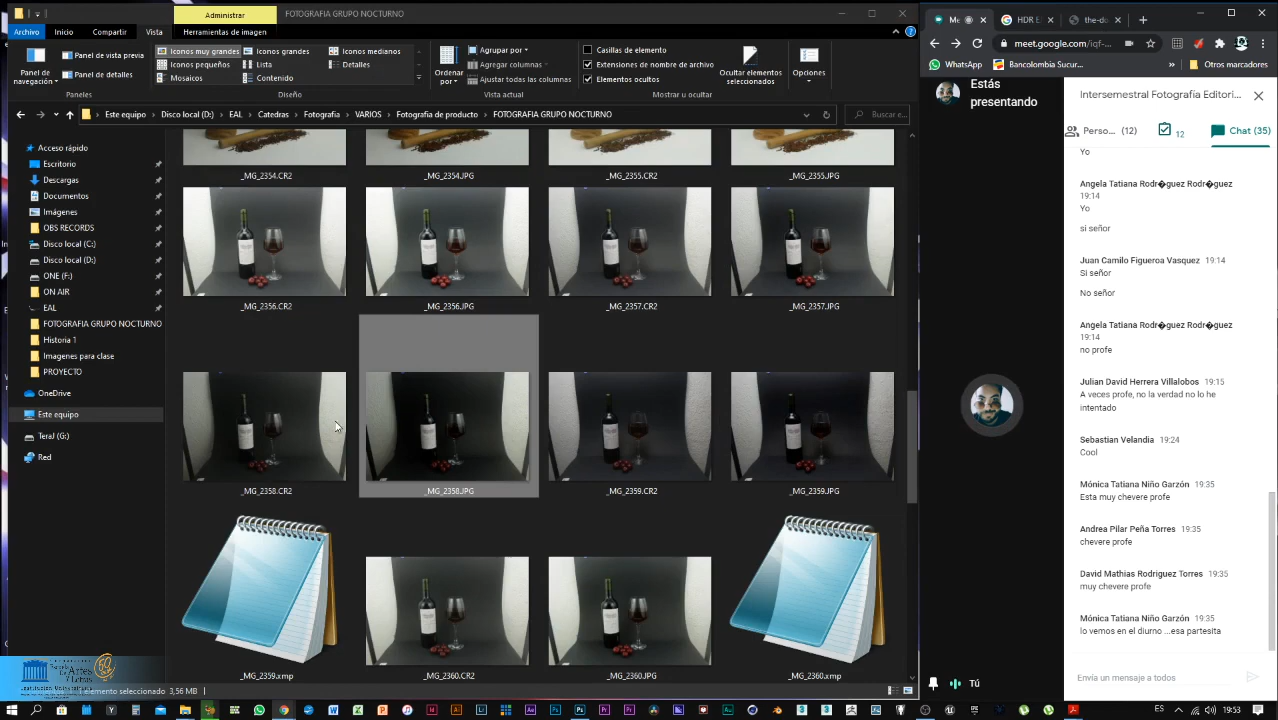 Administrar
FOTOGRAFIA GRUPO NOCTURNO
Archivo
Inicio
Compartir
Vista
Herramientas de imagen
Panel de navegación
Panel de vista previa
Panel de detalles
Paneles
Iconos muy grandes
Iconos grandes
Iconos medianos
Iconos pequeños
Lista
Detalles
Mosaicos
Contenido
Diseño
Ordenar por
Agrupar por
Agregar columnas
Ajustar todas las columnas
Vista actual
Casillas de elemento
Extensiones de nombre de archivo
Elementos ocultos
Ocultar elementos seleccionados
Mostrar u ocultar
Opciones
Este equipo > Disco local (D:) > EAL > Catedras > Fotografia > VARIOS > Fotografia de producto > FOTOGRAFIA GRUPO NOCTURNO
Buscar e...
Acceso rápido
Escritorio
Descargas
Documentos
Imágenes
OBS RECORDS
Disco local (C:)
Disco local (D:)
ONE (F:)
ON AIR
EAL
FOTOGRAFIA GRUPO NOCTURNO
Historia 1
Imagenes para clase
PROYECTO
OneDrive
Este equipo
Teral (G:)
Red
_MG_2354.CR2
_MG_2354.JPG
_MG_2355.CR2
_MG_2355.JPG
_MG_2356.CR2
_MG_2356.JPG
_MG_2357.CR2
_MG_2357.JPG
_MG_2358.CR2
_MG_2358.JPG
_MG_2359.CR2
_MG_2359.JPG
_MG_2359.xmp
_MG_2360.CR2
_MG_2360.JPG
_MG_2360.xmp
Artes y Letras
50
elemento seleccionado 3,56 MB
HDR E
the-do
meet.google.com/iqf-
WhatsApp
Bancolombia Sucur...
»
Otros marcadores
Estás presentando
Intersemestral Fotografía Editori...
Perso... (12)
12
Chat (35)
Yo
Angela Tatiana Rodr�guez Rodr�guez
19:14
Yo
si señor
Juan Camilo Figueroa Vasquez 19:14
Si señor
No señor
Angela Tatiana Rodr�guez Rodr�guez
19:14
no profe
Julian David Herrera Villalobos 19:15
A veces profe, no la verdad no lo he
intentado
Sebastian Velandia 19:24
Cool
Mónica Tatiana Niño Garzón 19:35
Esta muy chevere profe
Andrea Pilar Peña Torres 19:35
chevere profe
David Mathias Rodriguez Torres 19:35
muy chevere profe
Mónica Tatiana Niño Garzón 19:35
lo vemos en el diurno ...esa partesita
Envía un mensaje a todos
Tú
ES
19:53